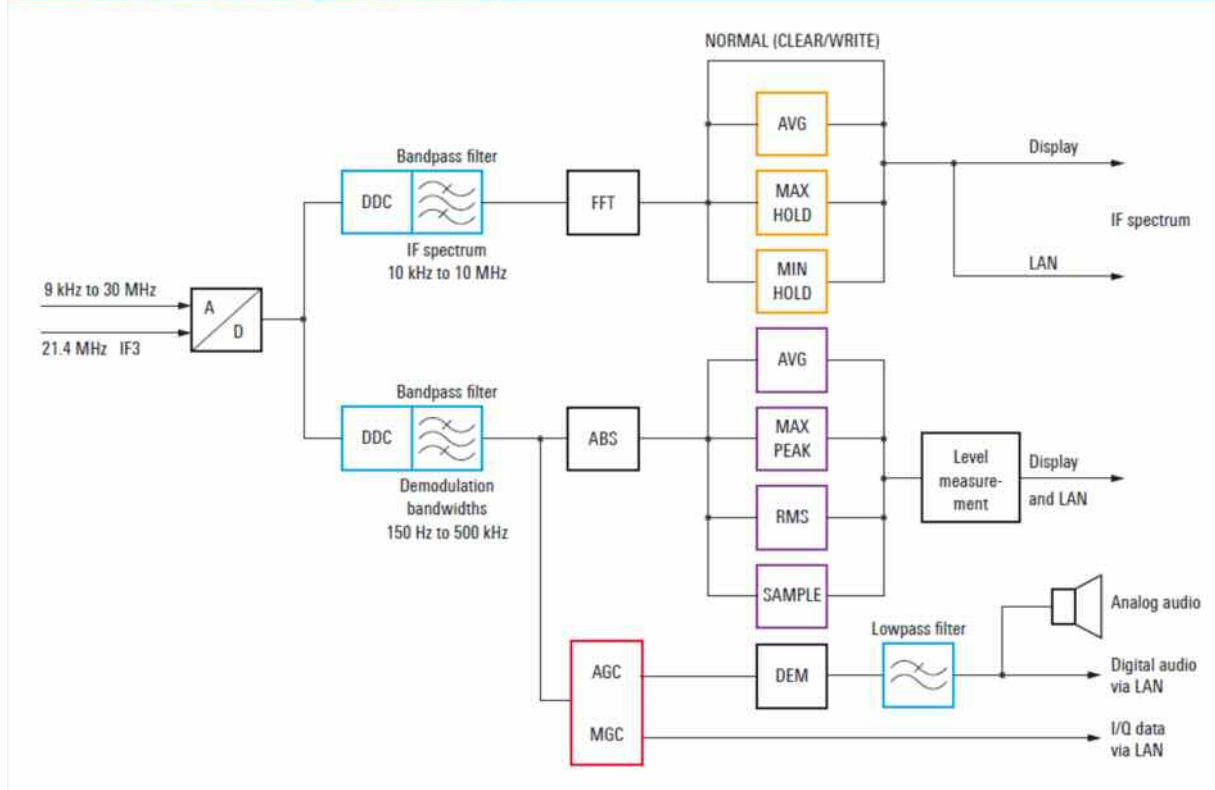 NORMAL (CLEAR/WRITE)
AVG
Display
Bandpass filter
DDC
FFT
MAX
HOLD
IF spectrum
IF spectrum
10 kHz to 10 MHz
MIN
HOLD
LAN
9 kHz to 30 MHz
A
D
21.4 MHz IF3
AVG
Bandpass filter
DDC
ABS
MAX
PEAK
Level
measure-
ment
Display
and LAN
Demodulation
bandwidths
150 Hz to 500 kHz
RMS
SAMPLE
Analog audio
Lowpass filter
AGC
DEM
Digital audio
via LAN
MGC
I/Q data
via LAN